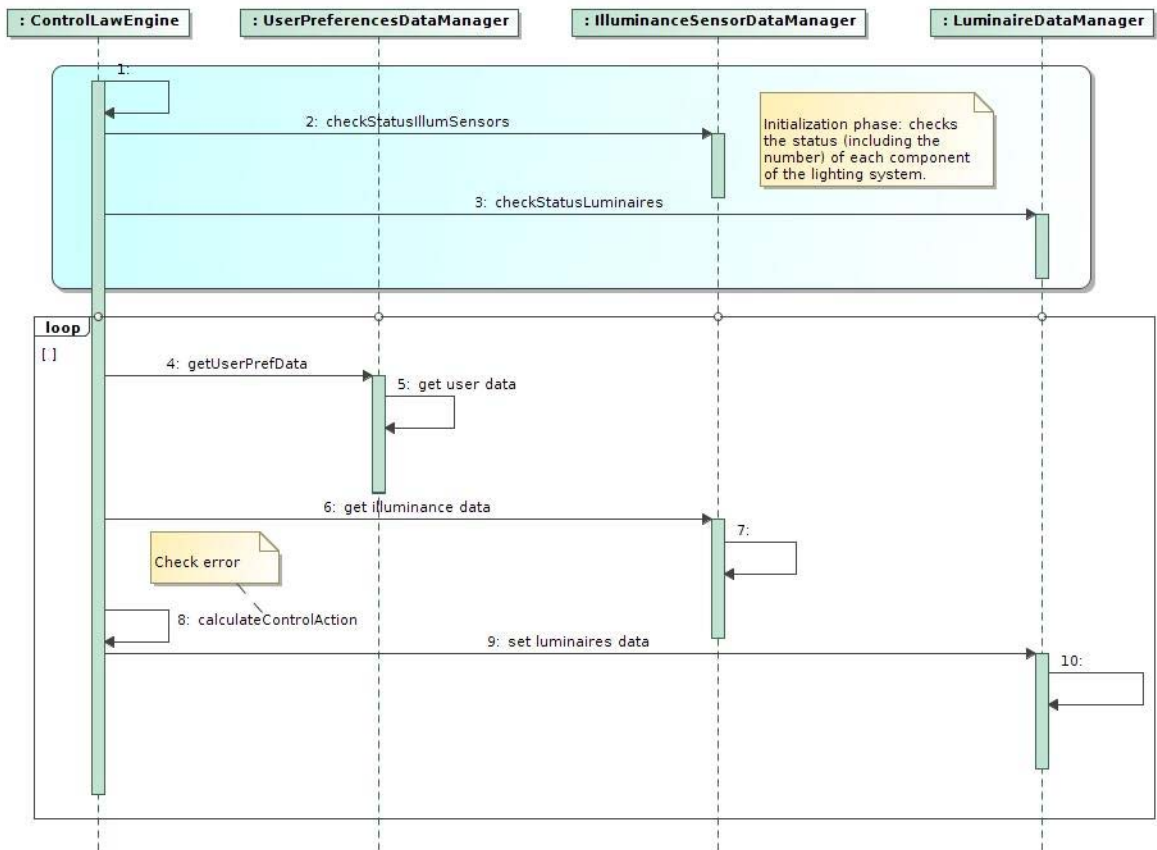 : ControlLawEngine
: UserPreferencesDataManager
: IlluminanceSensorDataManager
: LuminaireDataManager
1:
2: checkStatusIllumSensors
Initialization phase: checks
the status (including the
number) of each component
of the lighting system.
3: checkStatusLuminaires
loop
[ ]
4: getUserPrefData
5: get user data
6: get illuminance data
7:
Check error
8: calculateControlAction
9: set luminaires data
10: